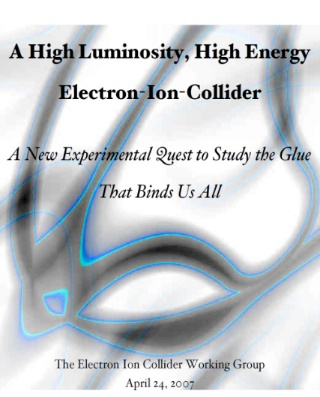 A High Luminosity, High Energy
Electron-Ion-Collider
A New Experimental Quest to Study the Glue
That Binds Us All
The Electron Ion Collider Working Group
April 24, 2007